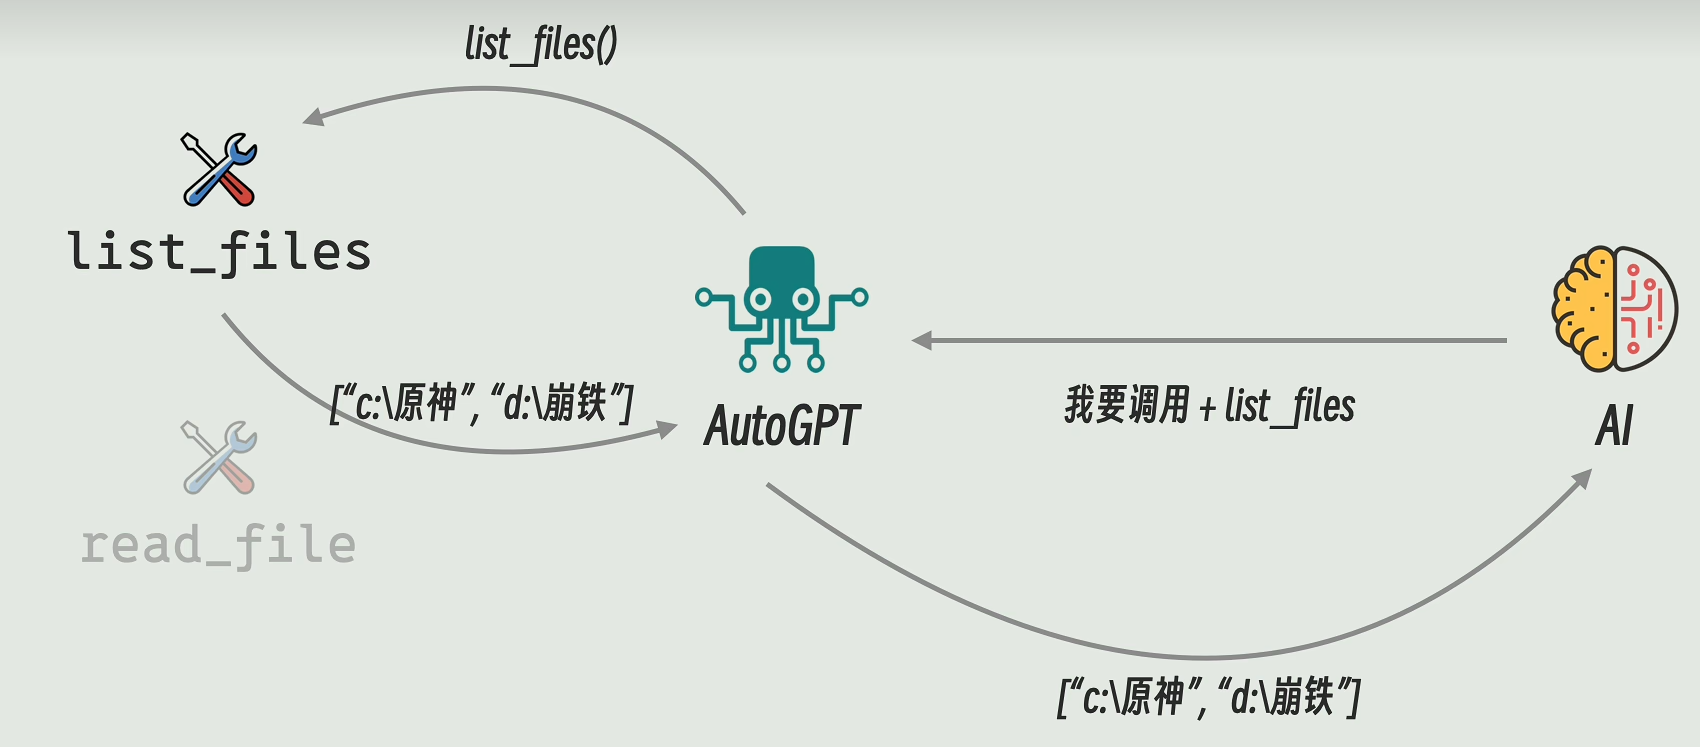 list_files()
list_files
["c:\原神", "d:\崩铁"]
AutoGPT
我要调用 + list_files
AI
read_file
["c:\原神", "d:\崩铁"]